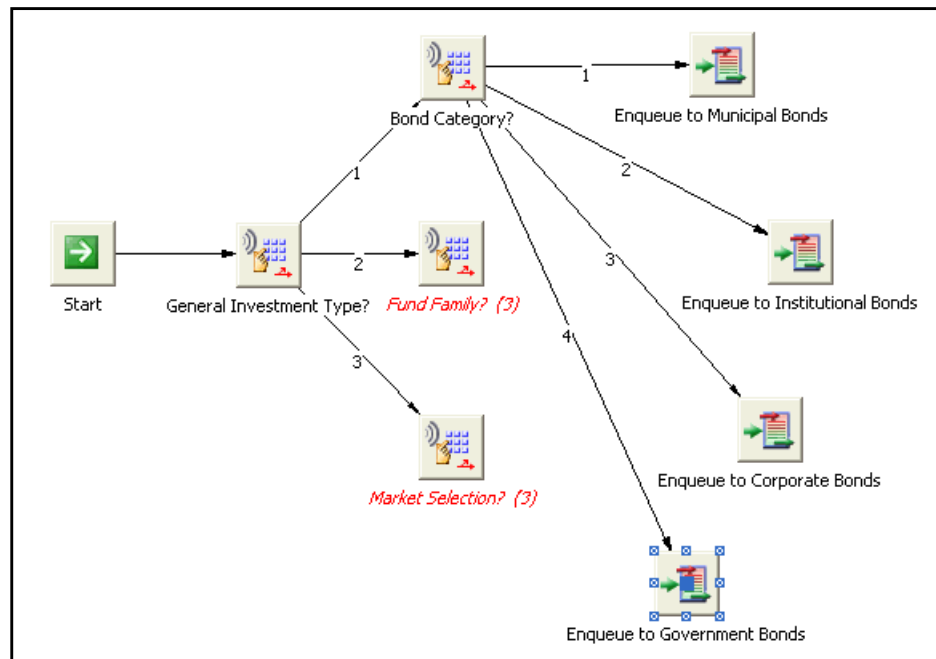 1
Bond Category?
Enqueue to Municipal Bonds
1
2
2
3
Start
General Investment Type?
Fund Family? (3)
Enqueue to Institutional Bonds
4
3
Market Selection? (3)
Enqueue to Corporate Bonds
Enqueue to Government Bonds